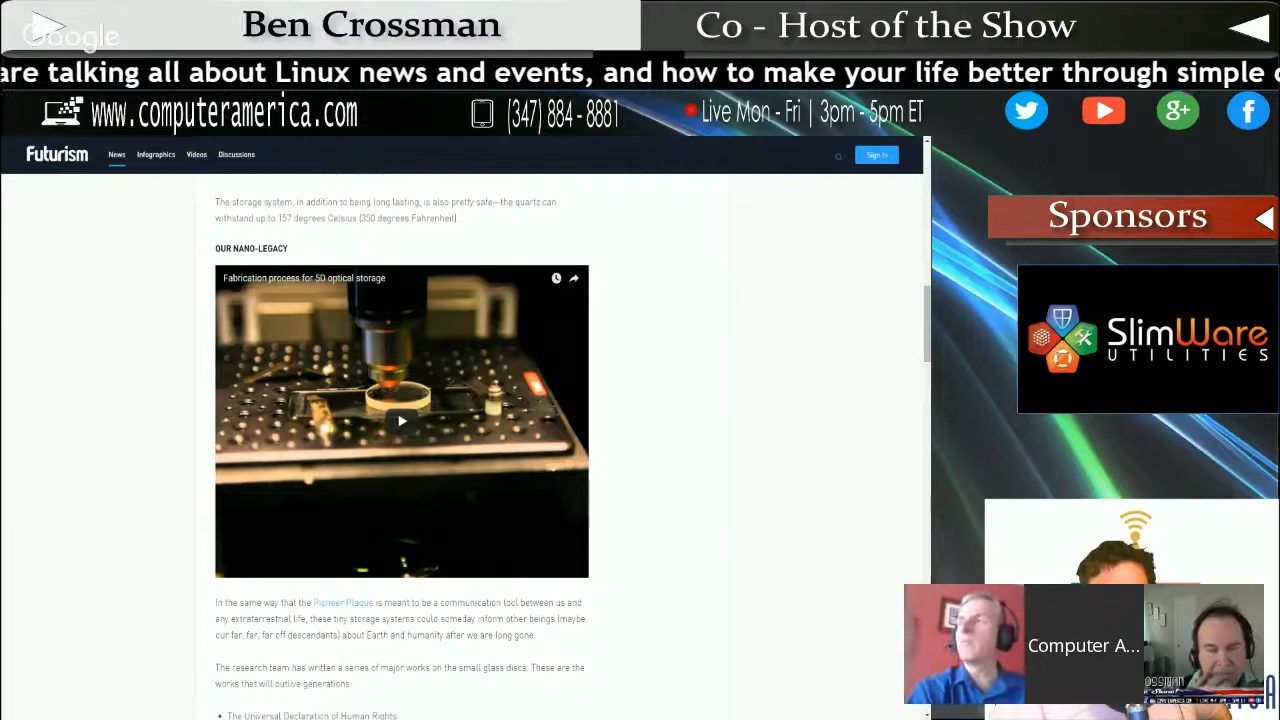 Google
Ben Crossman
Co - Host of the Show
are talking all about Linux news and events, and how to make your life better through simple
www.computeramerica.com
(347) 884 - 8881
Live Mon - Fri | 3pm - 5pm ET
g+
Futurism
News
Infographics
Videos
Discussions
Sign In
The storage system, in addition to being long lasting, is also pretty safe—the quartz can
withstand up to 157 degrees Celsius (350 degrees Fahrenheit)
OUR NANO-LEGACY
Fabrication process for 5D optical storage
In the same way that the Pioneer Plaque is meant to be a communication tool between us and
any extraterrestrial life, these tiny storage systems could someday inform other beings (maybe
our far, far, far off descendants) about Earth and humanity after we are long gone.
The research team has written a series of major works on the small glass discs. These are the
works that will outlive generations:
The Universal Declaration of Human Rights
Sponsors
SlimWare
UTILITIES
Computer A...